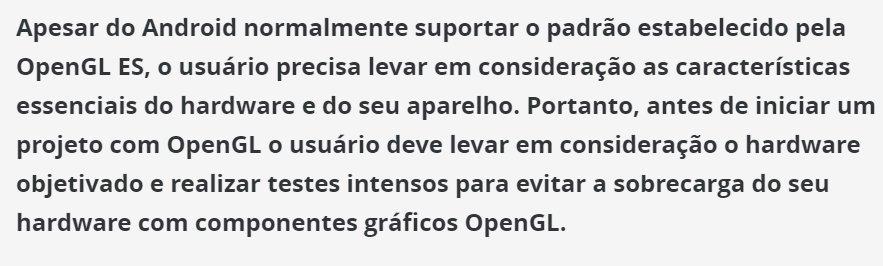 Apesar do Android normalmente suportar o padrão estabelecido pela
OpenGL ES, o usuário precisa levar em consideração as características
essenciais do hardware e do seu aparelho. Portanto, antes de iniciar um
projeto com OpenGL o usuário deve levar em consideração o hardware
objetivado e realizar testes intensos para evitar a sobrecarga do seu
hardware com componentes gráficos OpenGL.